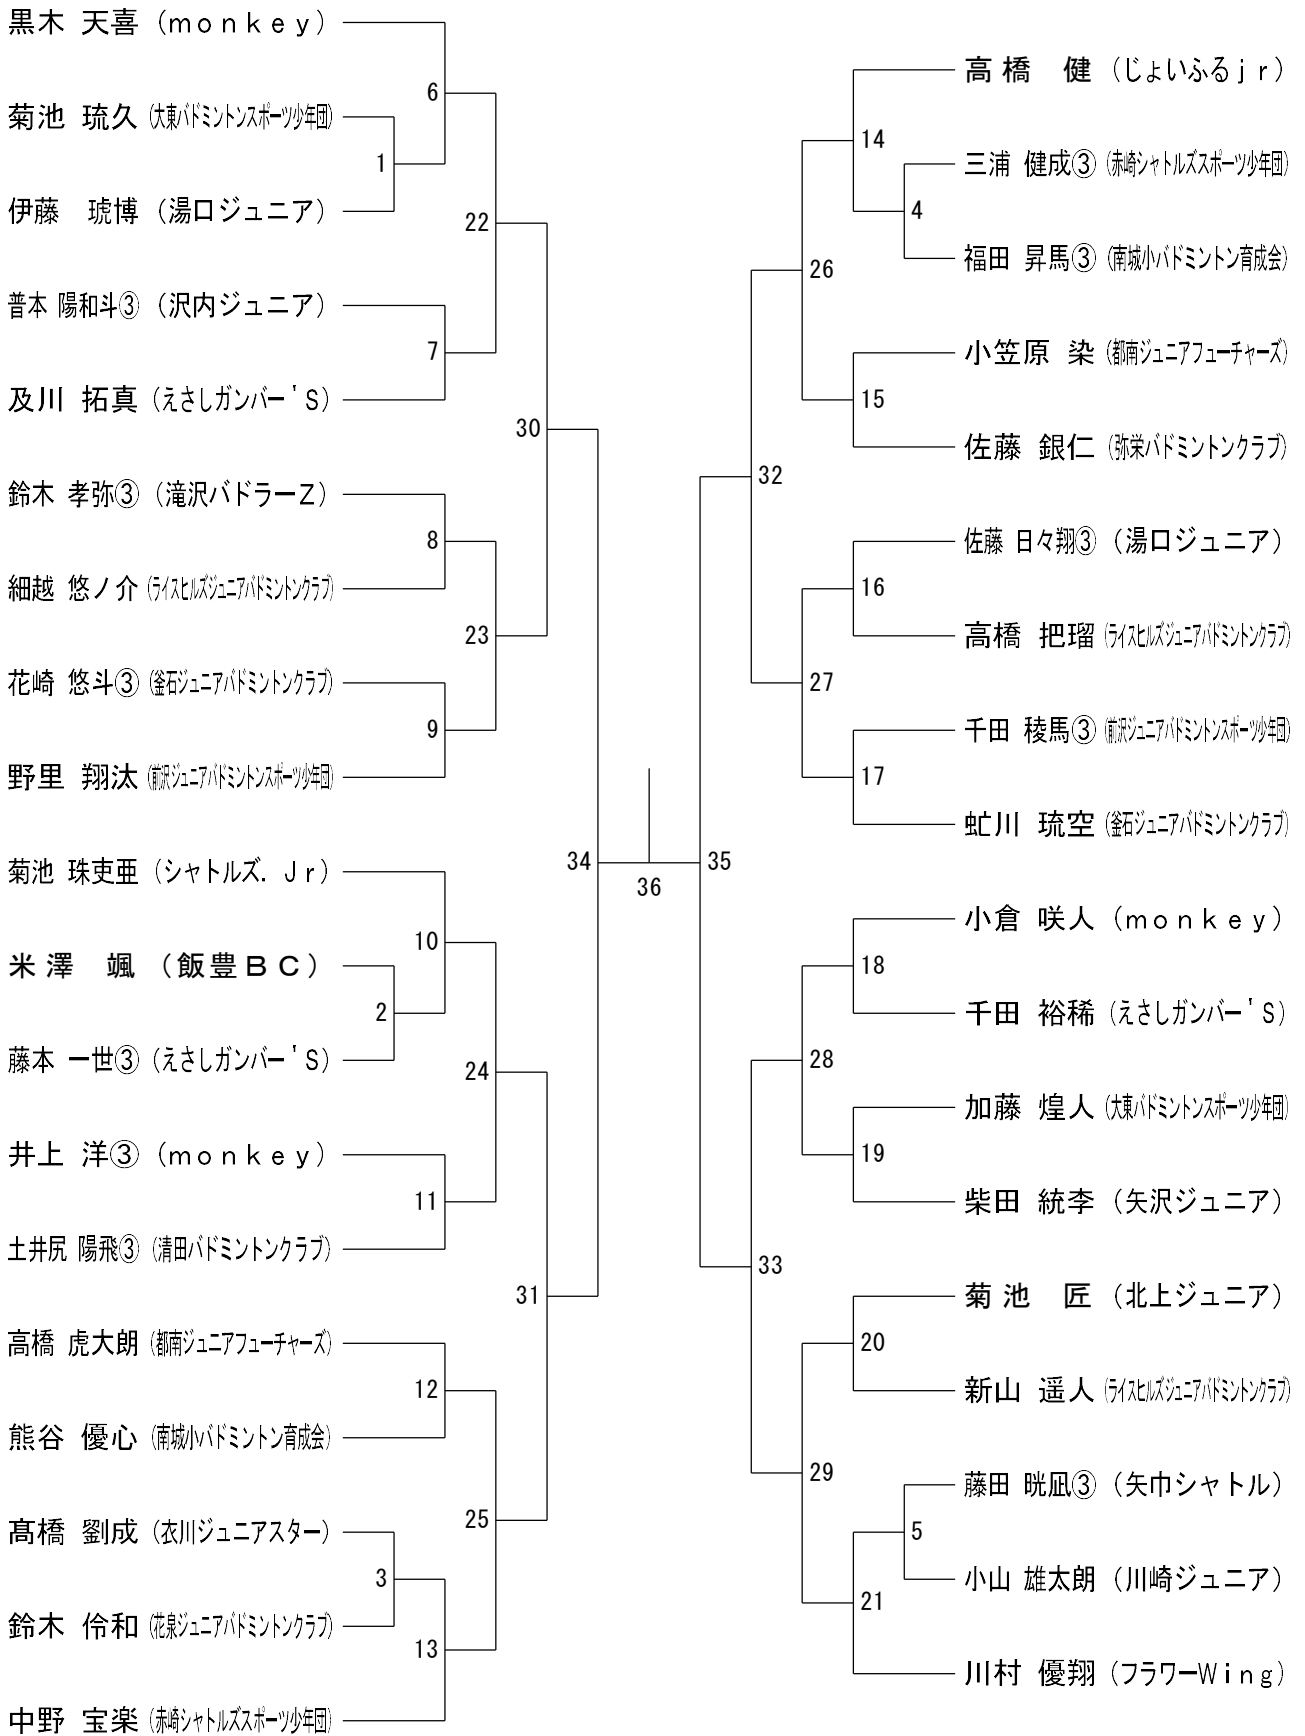 黒木 天喜 (ｍｏｎｋｅｙ)
6
菊池 琉久 (大東バドミントンスポーツ少年団)
1
伊藤　琥博 (湯口ジュニア)
22
普本 陽和斗③ (沢内ジュニア)
7
及川 拓真 (えさしガンバー'Ｓ)
30
鈴木 孝弥③ (滝沢バドラーＺ)
8
細越 悠ノ介 (ライスヒルズジュニアバドミントンクラブ)
23
花崎 悠斗③ (釜石ジュニアバドミントンクラブ)
9
野里 翔汰 (前沢ジュニアバドミントンスポーツ少年団)
34
菊池 珠吏亜 (シャトルズ．Ｊｒ)
10
米澤　颯 (飯豊ＢＣ)
2
藤本 一世③ (えさしガンバー'Ｓ)
24
井上 洋③ (ｍｏｎｋｅｙ)
11
土井尻 陽飛③ (清田バドミントンクラブ)
31
高橋 虎大朗 (都南ジュニアフューチャーズ)
12
熊谷 優心 (南城小バドミントン育成会)
25
髙橋 劉成 (衣川ジュニアスター)
3
鈴木 伶和 (花泉ジュニアバドミントンクラブ)
13
中野 宝楽 (赤崎シャトルズスポーツ少年団)
36
高橋　健 (じょいふるｊｒ)
14
三浦 健成③ (赤崎シャトルズスポーツ少年団)
4
福田 昇馬③ (南城小バドミントン育成会)
26
小笠原 染 (都南ジュニアフューチャーズ)
15
佐藤 銀仁 (弥栄バドミントンクラブ)
32
佐藤 日々翔③ (湯口ジュニア)
16
高橋 把瑠 (ライスヒルズジュニアバドミントンクラブ)
27
千田 稜馬③ (前沢ジュニアバドミントンスポーツ少年団)
17
虻川 琉空 (釜石ジュニアバドミントンクラブ)
35
小倉 咲人 (ｍｏｎｋｅｙ)
18
千田 裕稀 (えさしガンバー'Ｓ)
28
加藤 煌人 (大東バドミントンスポーツ少年団)
19
柴田 統李 (矢沢ジュニア)
33
菊池　匠 (北上ジュニア)
20
新山 遥人 (ライスヒルズジュニアバドミントンクラブ)
29
藤田 晄凪③ (矢巾シャトル)
5
小山 雄太朗 (川崎ジュニア)
21
川村 優翔 (フラワーＷｉｎｇ)